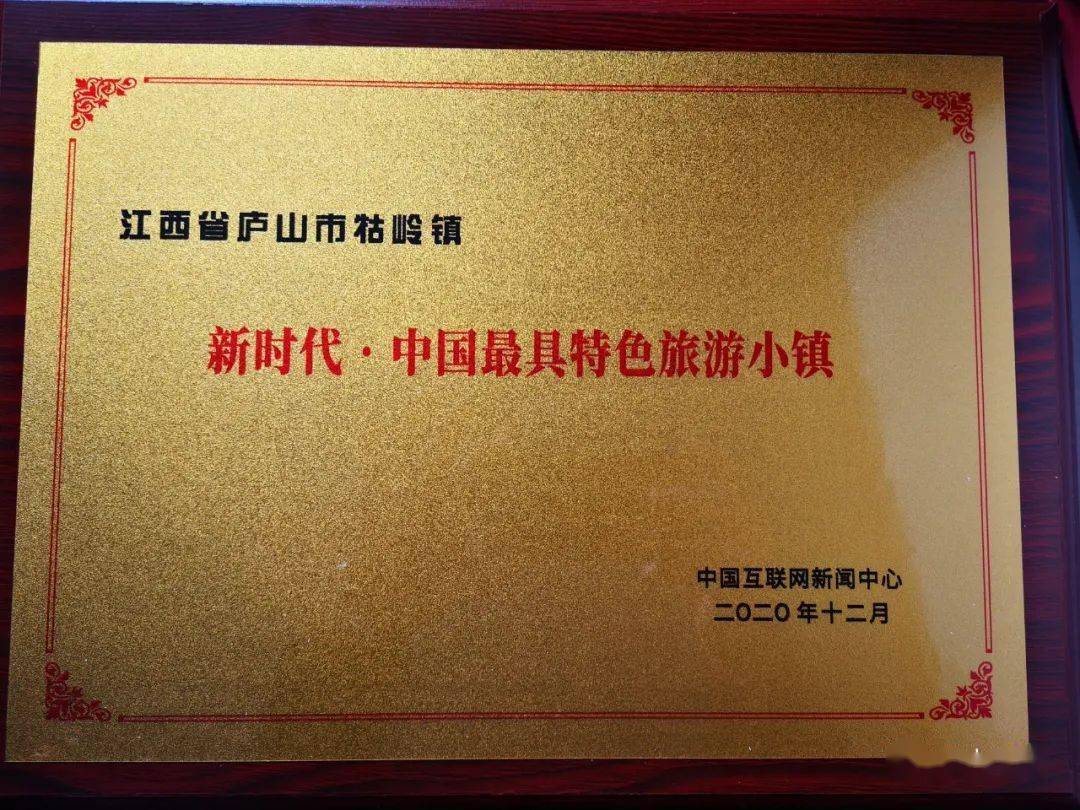 江西省庐山市牯岭镇
新时代·中国最具特色旅游小镇
中国互联网新闻中心
二〇二〇年十二月